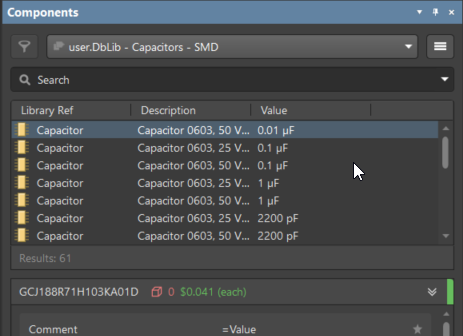 Components
user.DbLib - Capacitors - SMD
Search
Library Ref Description Value
Capacitor Capacitor 0603, 50 V... 0.01 µF
Capacitor Capacitor 0603, 25 V... 0.1 µF
Capacitor Capacitor 0603, 50 V... 0.1 µF
Capacitor Capacitor 0603, 25 V... 1 µF
Capacitor Capacitor 0603, 50 V... 1 µF
Capacitor Capacitor 0603, 25 V... 2200 pF
Capacitor Capacitor 0603, 50 V... 2200 pF
Results: 61
GCJ188R71H103KA01D 0 $0.041 (each)
Comment =Value